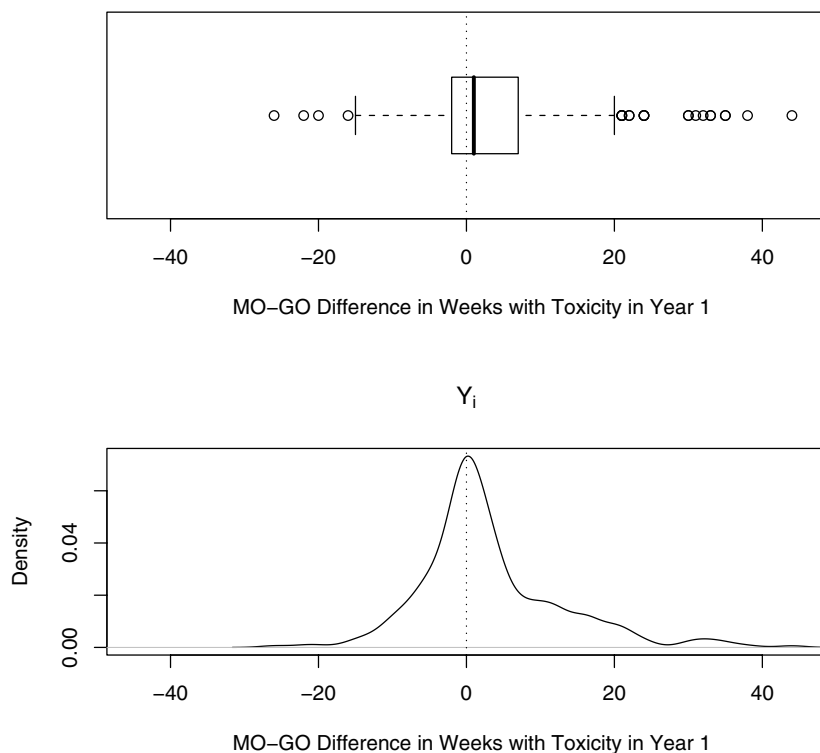 −40 −20 0 20 40
MO−GO Difference in Weeks with Toxicity in Year 1
Yi
Density
0.04
0.00
−40 −20 0 20 40
MO−GO Difference in Weeks with Toxicity in Year 1